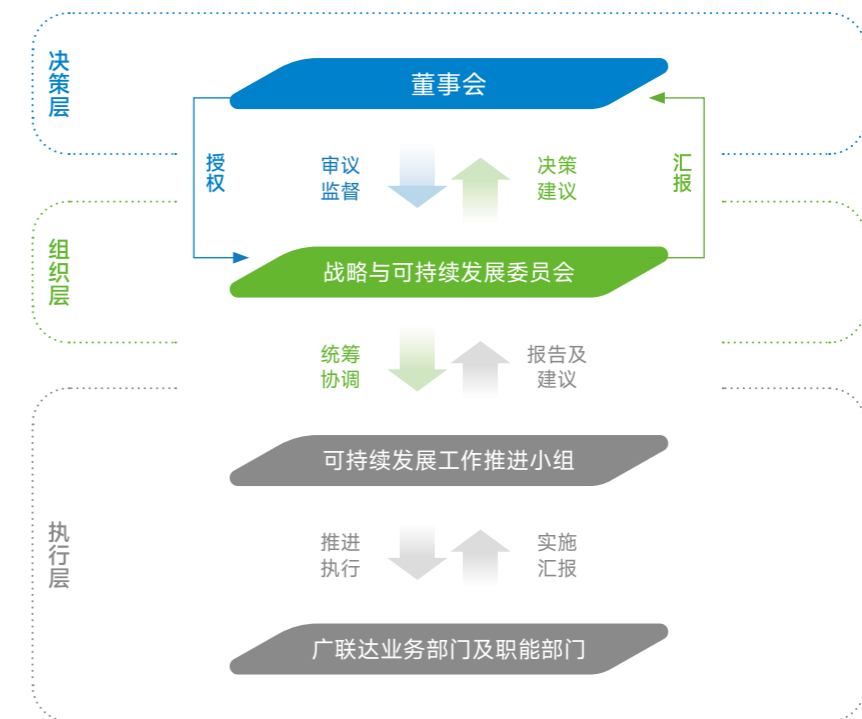 决策层
董事会
授权
审议
监督
决策
建议
汇报
组织层
战略与可持续发展委员会
统筹
协调
报告及
建议
执行层
可持续发展工作推进小组
推进
执行
实施
汇报
广联达业务部门及职能部门